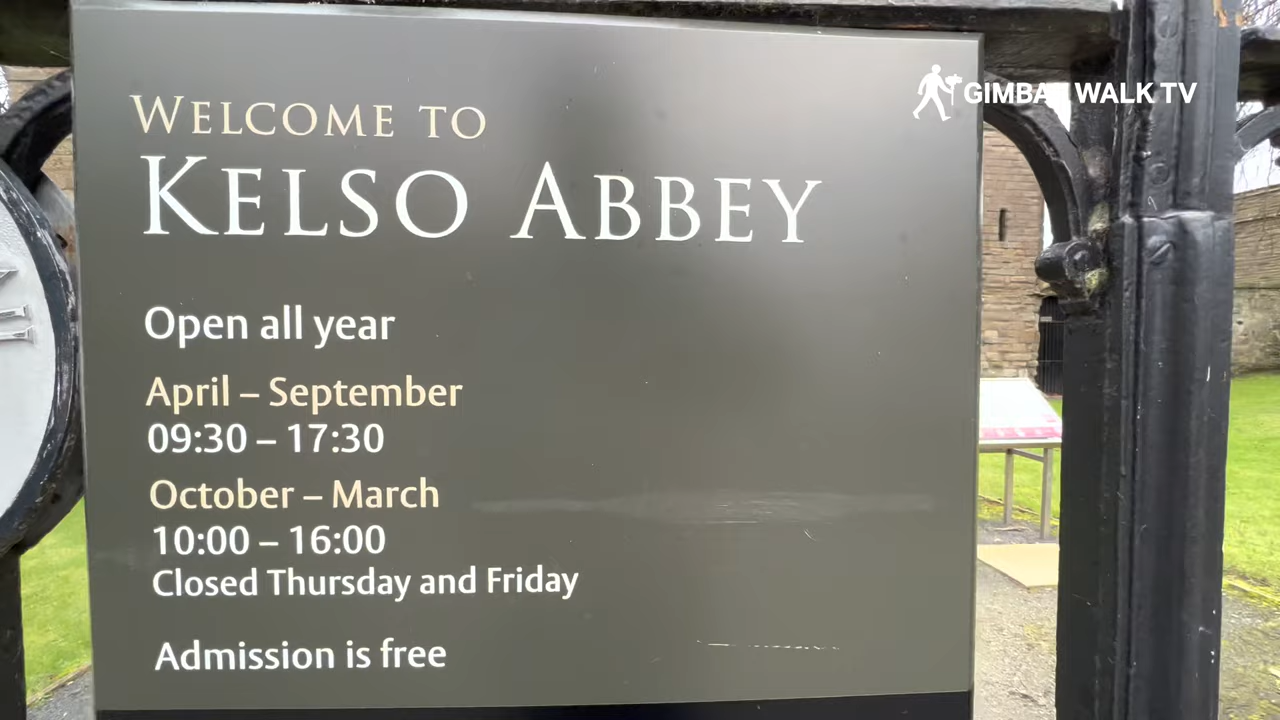 WELCOME TO
KELSO ABBEY
Open all year
April – September
09:30 – 17:30
October – March
10:00 – 16:00
Closed Thursday and Friday
Admission is free
GIMBAL WALK TV